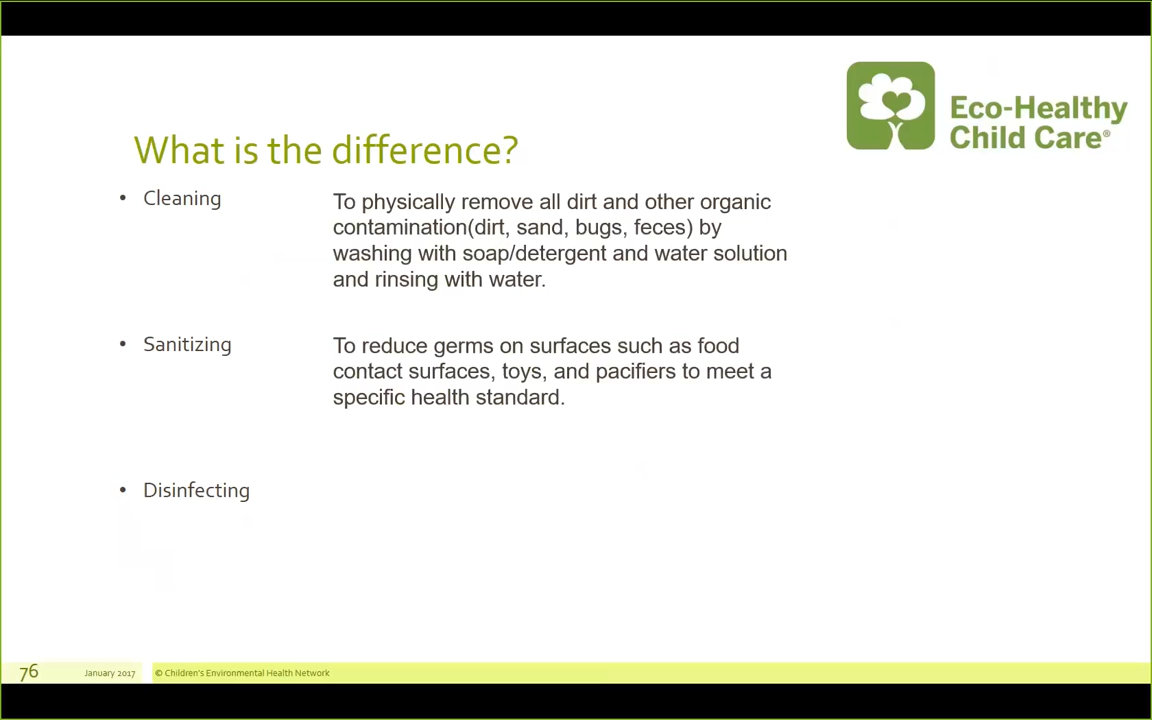 Eco-Healthy
Child Care®
What is the difference?
• Cleaning
To physically remove all dirt and other organic
contamination(dirt, sand, bugs, feces) by
washing with soap/detergent and water solution
and rinsing with water.
• Sanitizing
To reduce germs on surfaces such as food
contact surfaces, toys, and pacifiers to meet a
specific health standard.
• Disinfecting
76
January 2017
© Children's Environmental Health Network